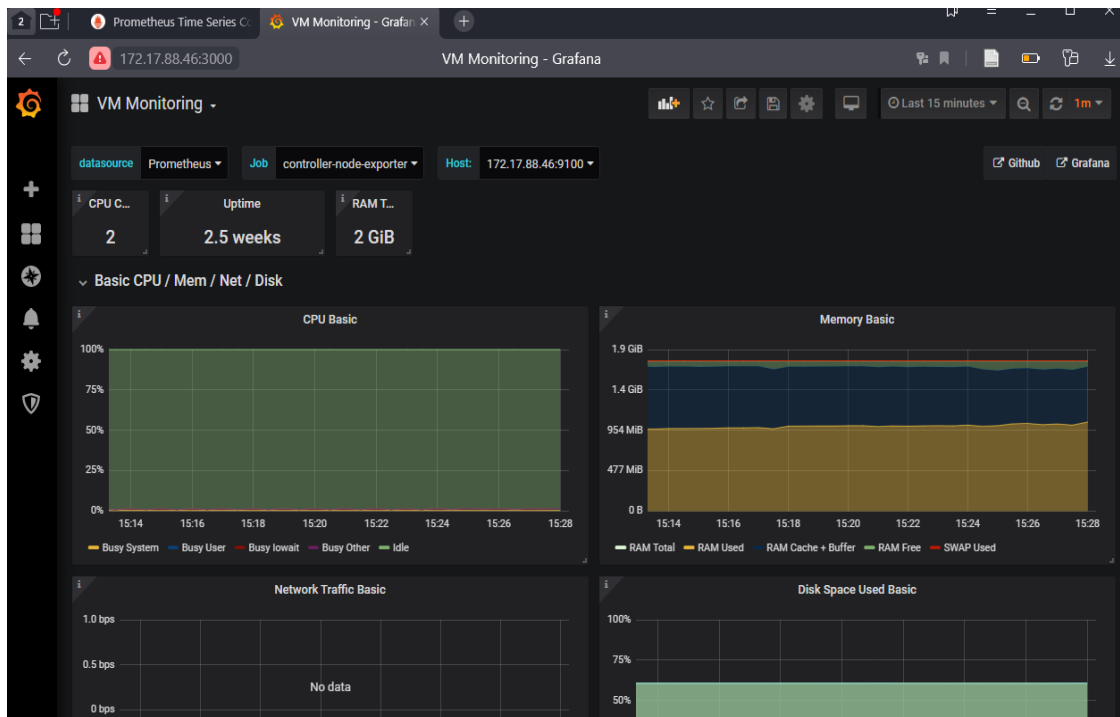 2
Prometheus Time Series Co
VM Monitoring - Grafan
172.17.88.46:3000
VM Monitoring - Grafana
VM Monitoring
Last 15 minutes
1m
datasource Prometheus
Job controller-node-exporter
Host: 172.17.88.46:9100
Github
Grafana
CPU C...
2
Uptime
2.5 weeks
RAM T...
2 GiB
Basic CPU / Mem / Net / Disk
CPU Basic
100%
75%
50%
25%
0%
15:14 15:16 15:18 15:20 15:22 15:24 15:26 15:28
Busy System Busy User Busy Iowait Busy Other Idle
Memory Basic
1.9 GiB
1.4 GiB
954 MiB
477 MiB
0 B
15:14 15:16 15:18 15:20 15:22 15:24 15:26 15:28
RAM Total RAM Used RAM Cache + Buffer RAM Free SWAP Used
Network Traffic Basic
1.0 bps
0.5 bps
No data
0 bps
Disk Space Used Basic
100%
75%
50%